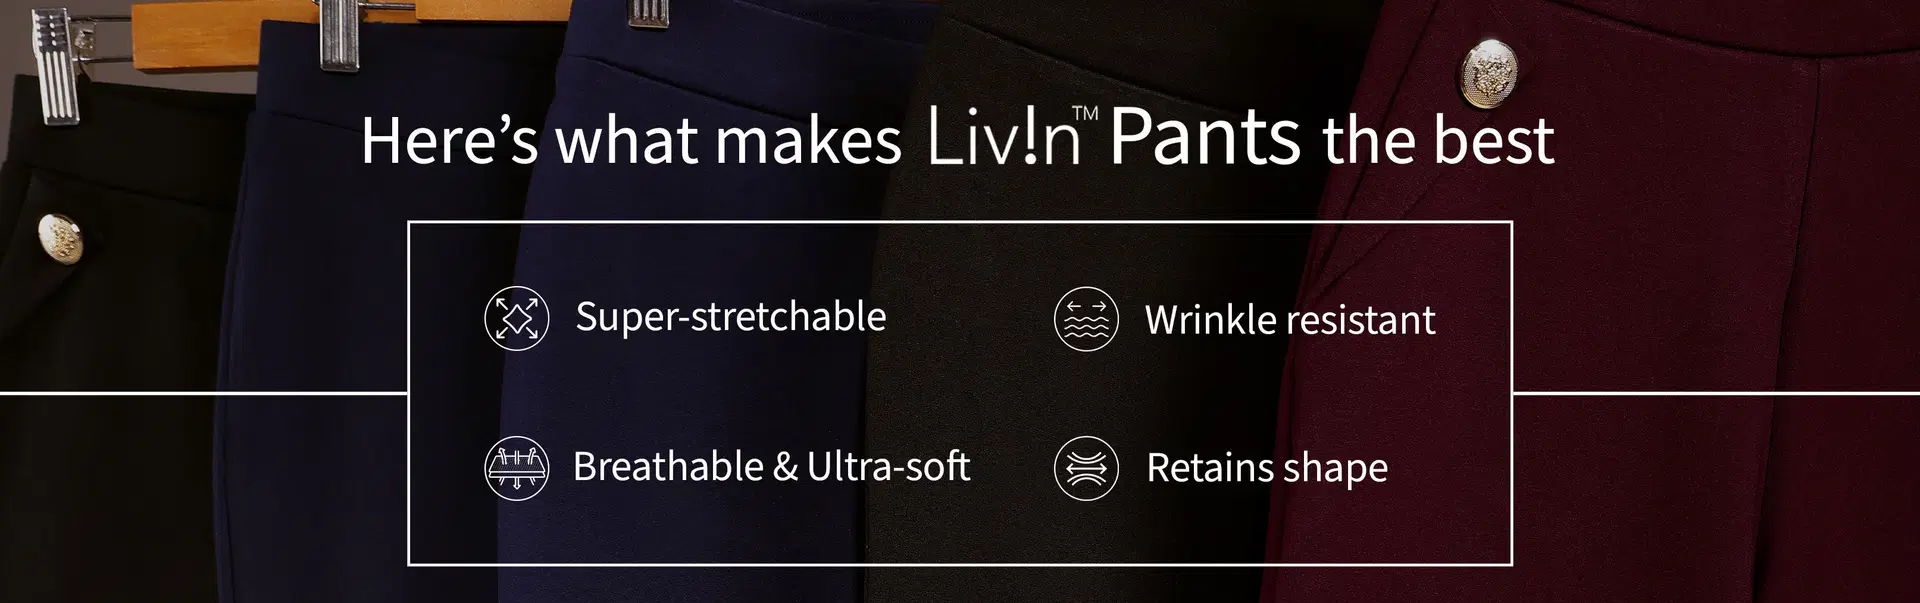 Here’s what makes Liv!n™ Pants the best
Super-stretchable
Wrinkle resistant
Breathable & Ultra-soft
Retains shape